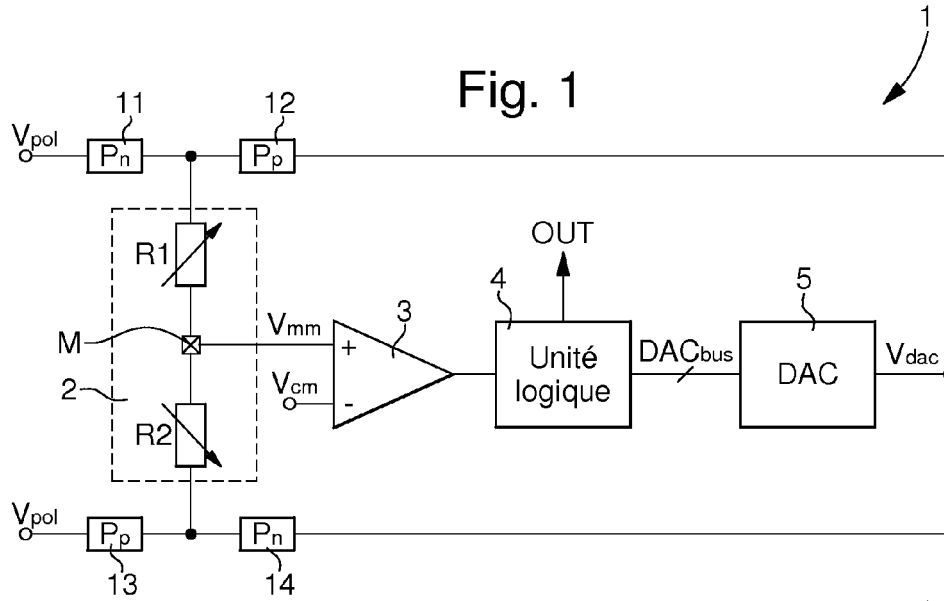 1
Fig. 1
11
12
Vpol
Pn
Pp
R1
OUT
M
Vmm
3
4
5
+
Unité
logique
DACbus
DAC
Vdac
2
Vcm
-
R2
Vpol
Pp
Pn
13
14